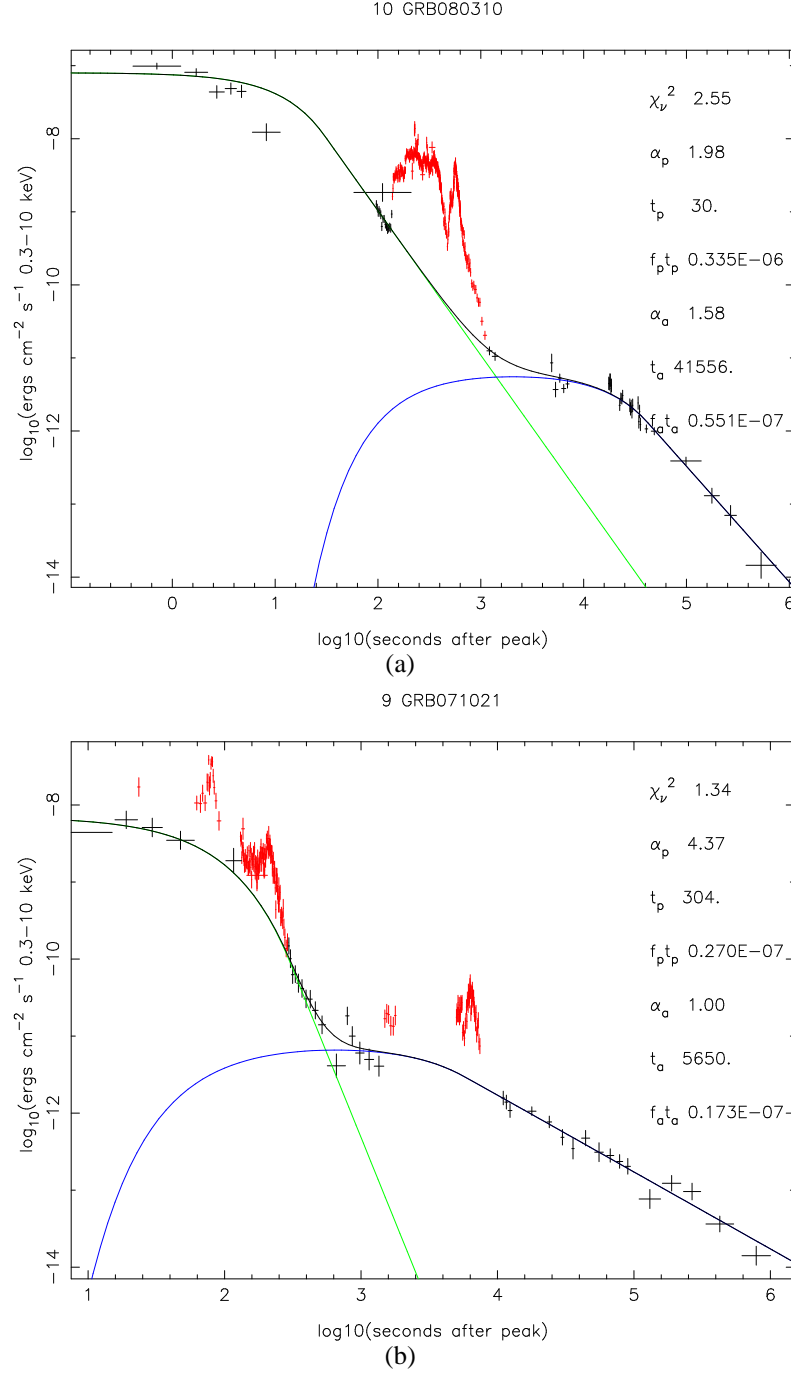 10 GRB080310
log₁₀(ergs cm⁻² s⁻¹ 0.3−10 keV)
−8
−10
−12
−14
χᵥ² 2.55
αₚ 1.98
tₚ 30.
fₚtₚ 0.335E−06
αₐ 1.58
tₐ 41556.
fₐtₐ 0.551E−07
0 1 2 3 4 5 6
log10(seconds after peak)
(a)
9 GRB071021
log₁₀(ergs cm⁻² s⁻¹ 0.3−10 keV)
−8
−10
−12
−14
χᵥ² 1.34
αₚ 4.37
tₚ 304.
fₚtₚ 0.270E−07
αₐ 1.00
tₐ 5650.
fₐtₐ 0.173E−07
1 2 3 4 5 6
log10(seconds after peak)
(b)